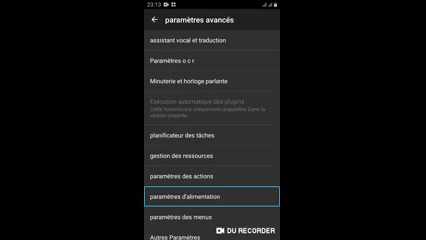 23:13
paramètres avancés
assistant vocal et traduction
Paramètres o c r
Minuterie et horloge parlante
Exécution automatique des plugins
Cette fonction est uniquement disponible Dans la
version payante.
planificateur des tâches
gestion des ressources
paramètres des actions
paramètres d'alimentation
paramètres des menus
Autres Paramètres
DU RECORDER